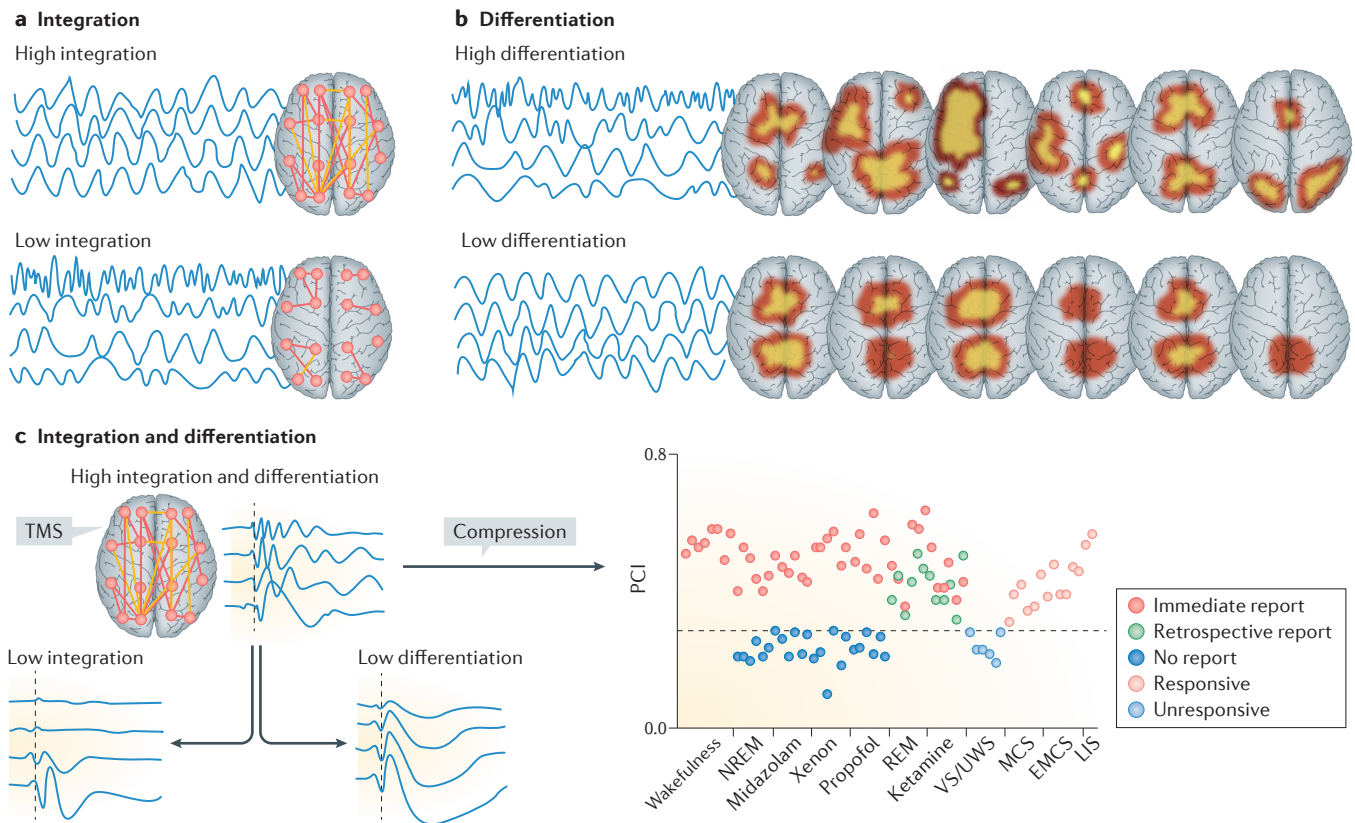 a Integration
High integration
Low integration
b Differentiation
High differentiation
Low differentiation
c Integration and differentiation
High integration and differentiation
TMS
Compression
Low integration
Low differentiation
0.8
PCI
0.0
Wakefulness
NREM
Midazolam
Xenon
Propofol
REM
Ketamine
VS/UWS
MCS
EMCS
LIS
Immediate report
Retrospective report
No report
Responsive
Unresponsive